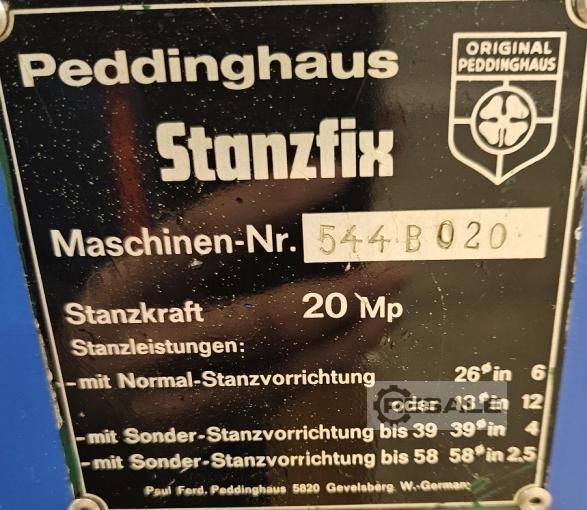 Peddinghaus
ORIGINAL
PEDDINGHAUS
Stanzfix
Maschinen-Nr. 544 B 020
Stanzkraft 20 Mp
Stanzleistungen:
-mit Normal-Stanzvorrichtung 26ø in 6
oder 13ø in 12
-mit Sonder-Stanzvorrichtung bis 39 39ø in 4
-mit Sonder-Stanzvorrichtung bis 58 58ø in 2,5
Paul Ferd. Peddinghaus 5820 Gevelsberg W.-Germany